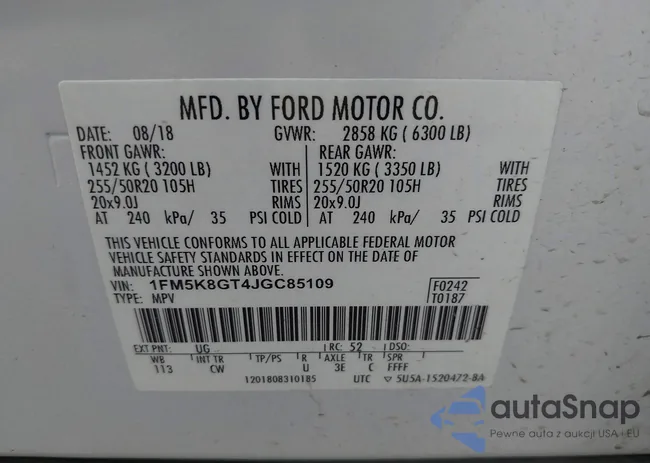 MFD. BY FORD MOTOR CO.
DATE: 08/18 GVWR: 2858 KG ( 6300 LB)
FRONT GAWR: REAR GAWR:
1452 KG ( 3200 LB) WITH 1520 KG ( 3350 LB) WITH
255/50R20 105H TIRES 255/50R20 105H TIRES
20x9.0J RIMS 20x9.0J RIMS
AT 240 kPa/ 35 PSI COLD AT 240 kPa/ 35 PSI COLD
THIS VEHICLE CONFORMS TO ALL APPLICABLE FEDERAL MOTOR
VEHICLE SAFETY STANDARDS IN EFFECT ON THE DATE OF
MANUFACTURE SHOWN ABOVE.
VIN: 1FM5K8GT4JGC85109 F0242
TYPE: MPV T0187
EXT PNT: UG RC: 52 DSO:
WB INT TR TP/PS R AXLE TR SPR
113 CW U 3E C FFFF
1201808310185 UTC ▽ 5U5A-1520472-BA
autoSnap
Pewne auta z aukcji USA i EU